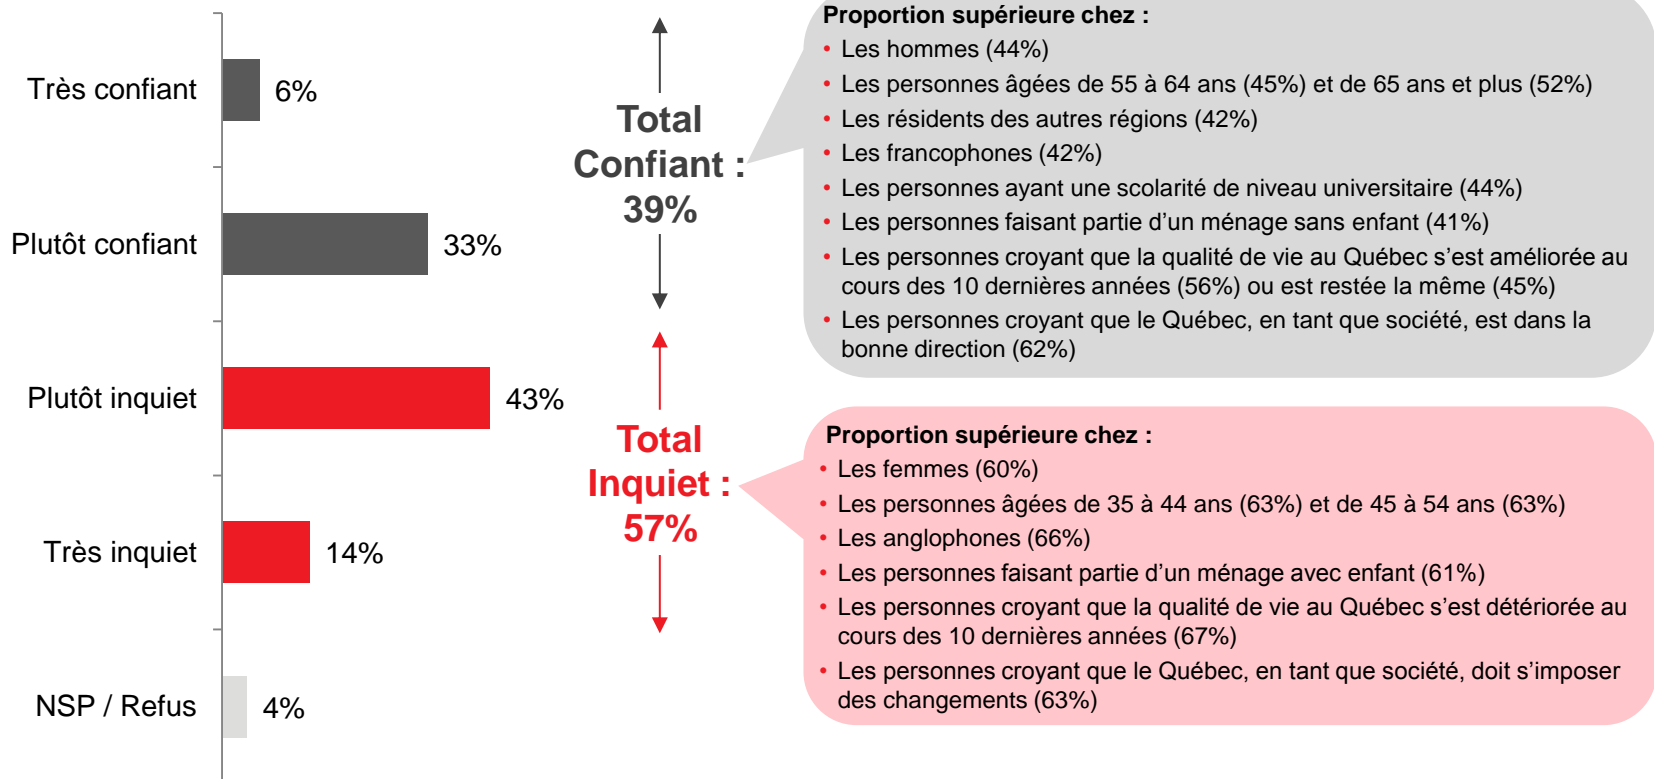 Très confiant
6%
Plutôt confiant
33%
Plutôt inquiet
43%
Très inquiet
14%
NSP / Refus
4%
Total
Confiant :
39%
Total
Inquiet :
57%
Proportion supérieure chez :
• Les hommes (44%)
• Les personnes âgées de 55 à 64 ans (45%) et de 65 ans et plus (52%)
• Les résidents des autres régions (42%)
• Les francophones (42%)
• Les personnes ayant une scolarité de niveau universitaire (44%)
• Les personnes faisant partie d’un ménage sans enfant (41%)
• Les personnes croyant que la qualité de vie au Québec s’est améliorée au
cours des 10 dernières années (56%) ou est restée la même (45%)
• Les personnes croyant que le Québec, en tant que société, est dans la
bonne direction (62%)
Proportion supérieure chez :
• Les femmes (60%)
• Les personnes âgées de 35 à 44 ans (63%) et de 45 à 54 ans (63%)
• Les anglophones (66%)
• Les personnes faisant partie d’un ménage avec enfant (61%)
• Les personnes croyant que la qualité de vie au Québec s’est détériorée au
cours des 10 dernières années (67%)
• Les personnes croyant que le Québec, en tant que société, doit s’imposer
des changements (63%)